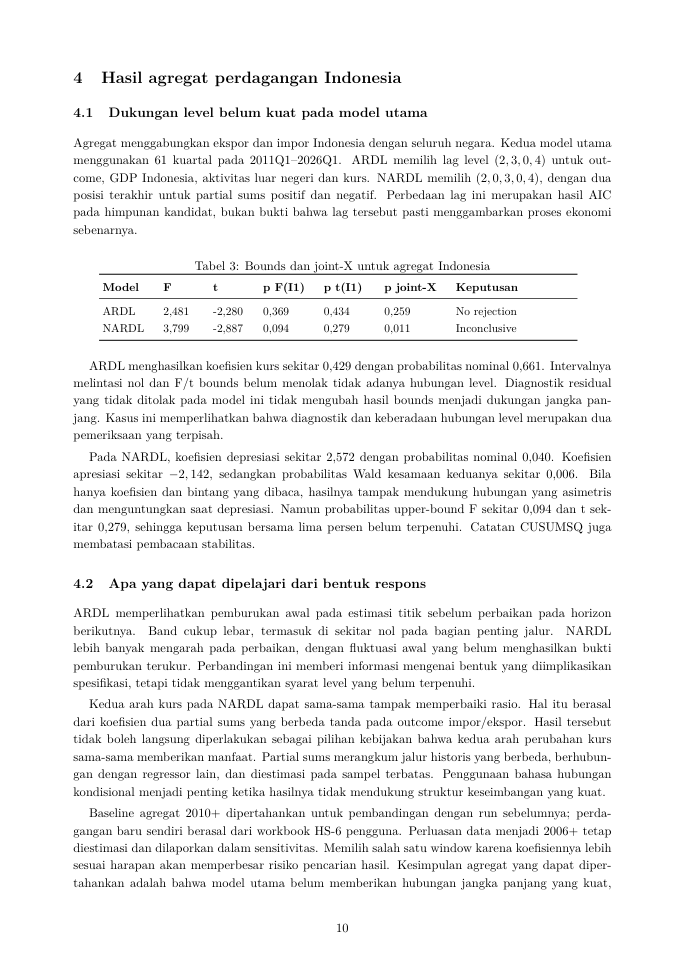 4 Hasil agregat perdagangan Indonesia
4.1 Dukungan level belum kuat pada model utama
Agregat menggabungkan ekspor dan impor Indonesia dengan seluruh negara. Kedua model utama
menggunakan 61 kuartal pada 2011Q1–2026Q1. ARDL memilih lag level (2, 3, 0, 4) untuk out-
come, GDP Indonesia, aktivitas luar negeri dan kurs. NARDL memilih (2, 0, 3, 0, 4), dengan dua
posisi terakhir untuk partial sums positif dan negatif. Perbedaan lag ini merupakan hasil AIC
pada himpunan kandidat, bukan bukti bahwa lag tersebut pasti menggambarkan proses ekonomi
sebenarnya.
Tabel 3: Bounds dan joint-X untuk agregat Indonesia
Model F t p F(I1) p t(I1) p joint-X Keputusan
ARDL 2,481 -2,280 0,369 0,434 0,259 No rejection
NARDL 3,799 -2,887 0,094 0,279 0,011 Inconclusive
ARDL menghasilkan koefisien kurs sekitar 0,429 dengan probabilitas nominal 0,661. Intervalnya
melintasi nol dan F/t bounds belum menolak tidak adanya hubungan level. Diagnostik residual
yang tidak ditolak pada model ini tidak mengubah hasil bounds menjadi dukungan jangka pan-
jang. Kasus ini memperlihatkan bahwa diagnostik dan keberadaan hubungan level merupakan dua
pemeriksaan yang terpisah.
Pada NARDL, koefisien depresiasi sekitar 2,572 dengan probabilitas nominal 0,040. Koefisien
apresiasi sekitar −2, 142, sedangkan probabilitas Wald kesamaan keduanya sekitar 0,006. Bila
hanya koefisien dan bintang yang dibaca, hasilnya tampak mendukung hubungan yang asimetris
dan menguntungkan saat depresiasi. Namun probabilitas upper-bound F sekitar 0,094 dan t sek-
itar 0,279, sehingga keputusan bersama lima persen belum terpenuhi. Catatan CUSUMSQ juga
membatasi pembacaan stabilitas.
4.2 Apa yang dapat dipelajari dari bentuk respons
ARDL memperlihatkan pemburukan awal pada estimasi titik sebelum perbaikan pada horizon
berikutnya. Band cukup lebar, termasuk di sekitar nol pada bagian penting jalur. NARDL
lebih banyak mengarah pada perbaikan, dengan fluktuasi awal yang belum menghasilkan bukti
pemburukan terukur. Perbandingan ini memberi informasi mengenai bentuk yang diimplikasikan
spesifikasi, tetapi tidak menggantikan syarat level yang belum terpenuhi.
Kedua arah kurs pada NARDL dapat sama-sama tampak memperbaiki rasio. Hal itu berasal
dari koefisien dua partial sums yang berbeda tanda pada outcome impor/ekspor. Hasil tersebut
tidak boleh langsung diperlakukan sebagai pilihan kebijakan bahwa kedua arah perubahan kurs
sama-sama memberikan manfaat. Partial sums merangkum jalur historis yang berbeda, berhubun-
gan dengan regressor lain, dan diestimasi pada sampel terbatas. Penggunaan bahasa hubungan
kondisional menjadi penting ketika hasilnya tidak mendukung struktur keseimbangan yang kuat.
Baseline agregat 2010+ dipertahankan untuk pembandingan dengan run sebelumnya; perda-
gangan baru sendiri berasal dari workbook HS-6 pengguna. Perluasan data menjadi 2006+ tetap
diestimasi dan dilaporkan dalam sensitivitas. Memilih salah satu window karena koefisiennya lebih
sesuai harapan akan memperbesar risiko pencarian hasil. Kesimpulan agregat yang dapat diper-
tahankan adalah bahwa model utama belum memberikan hubungan jangka panjang yang kuat,
10